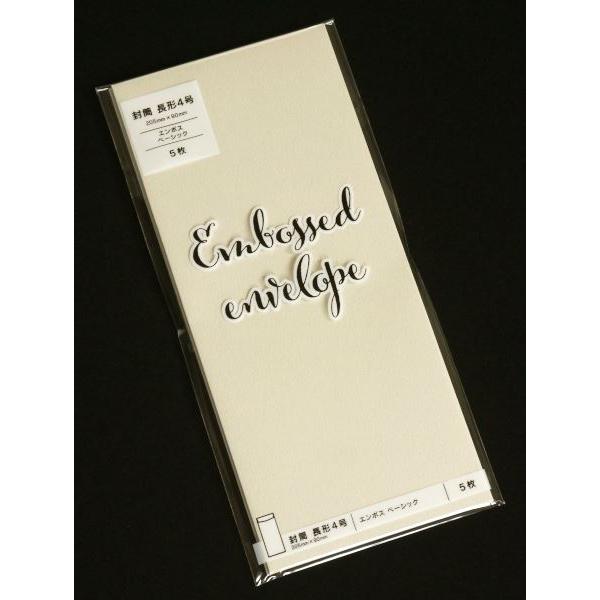 封筒 長形4号
205mm×90mm
エンボス
ベーシック
5枚
Embossed
envelope
封筒 長形4号 エンボス ベーシック 5枚
205mm×90mm